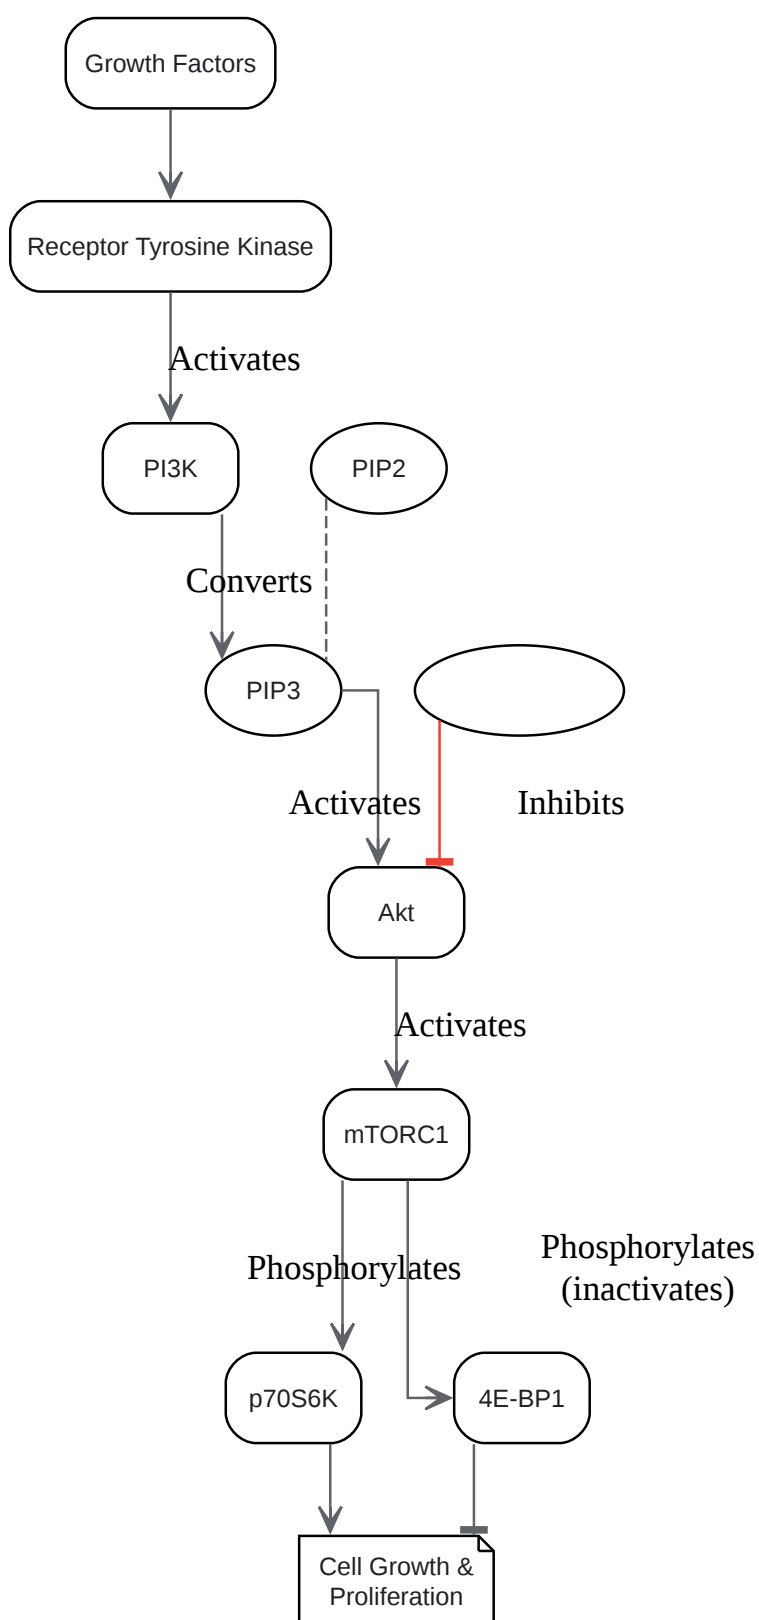 Growth Factors
Receptor Tyrosine Kinase
Activates
PI3K
PIP2
Converts
PIP3
Activates
Inhibits
Akt
Activates
mTORC1
Phosphorylates
Phosphorylates
(inactivates)
p70S6K
4E-BP1
Cell Growth &
Proliferation